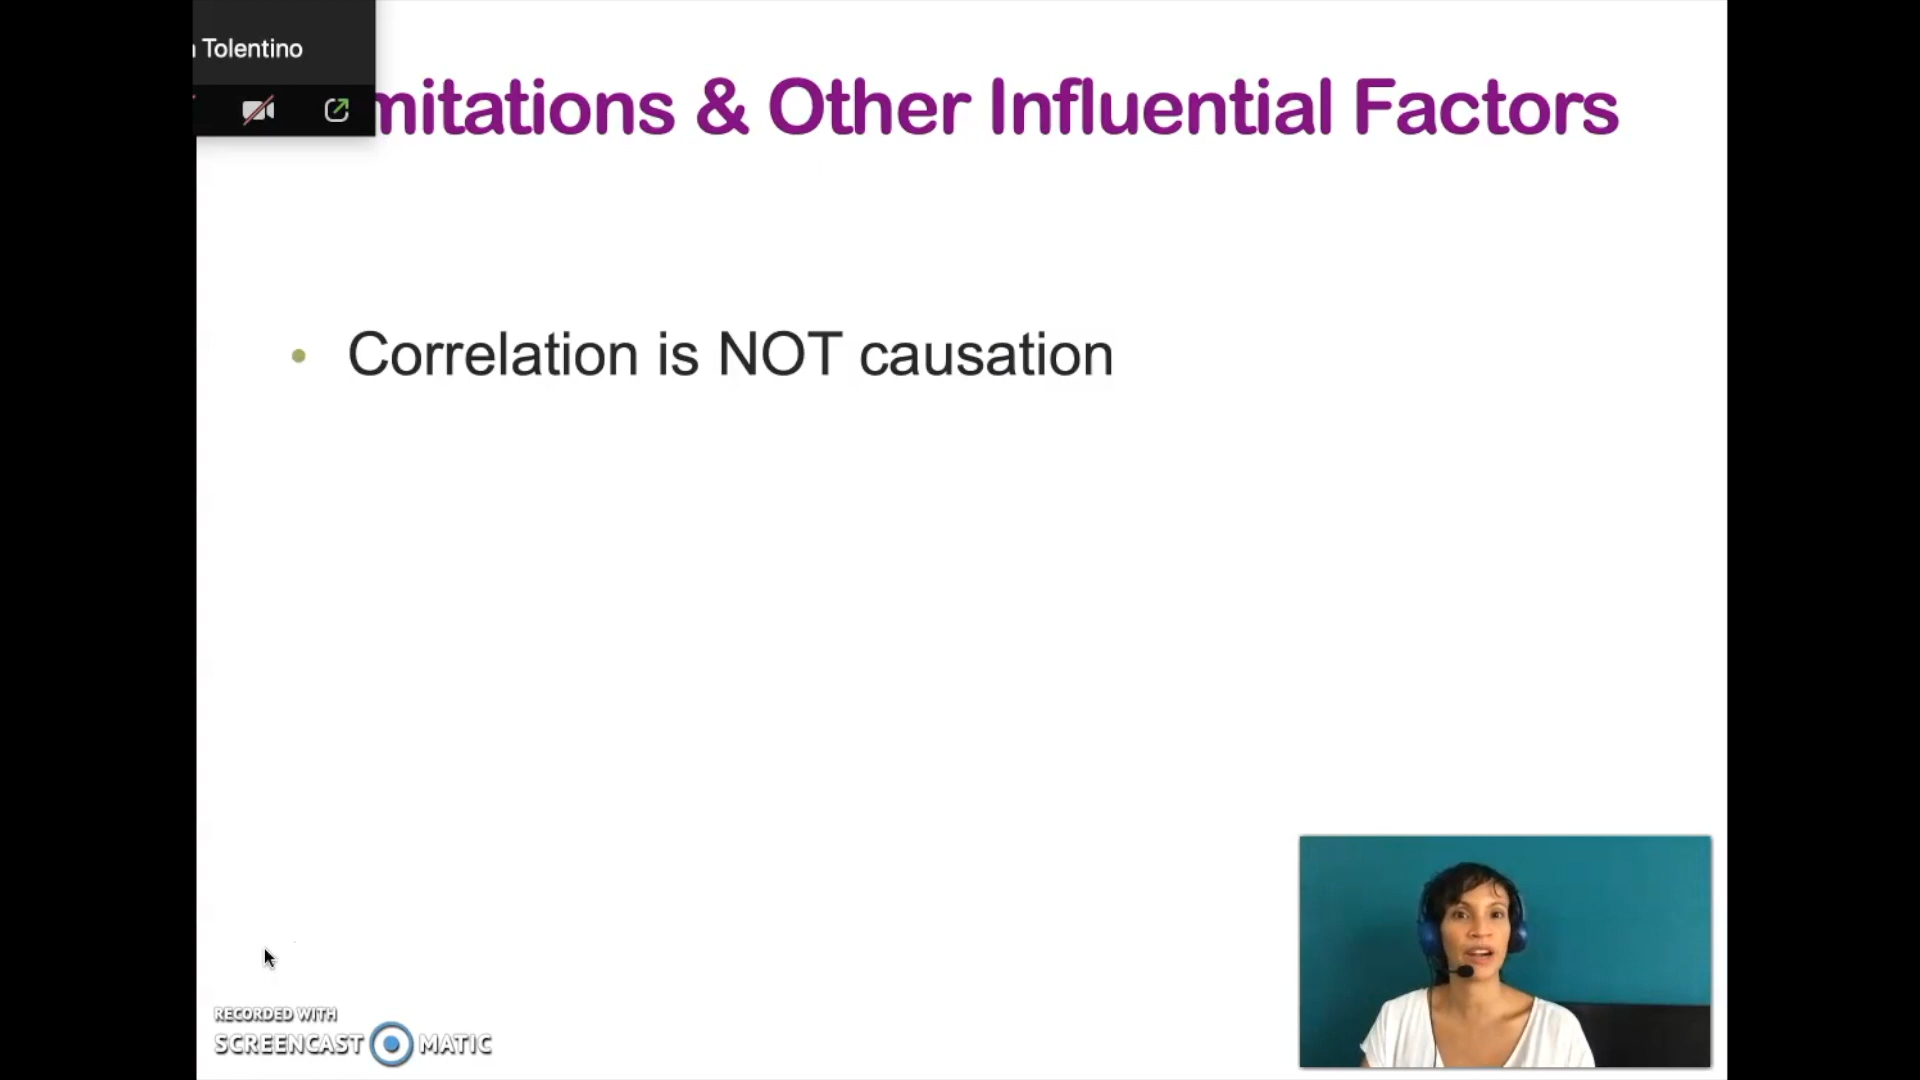 Tolentino
mitations & Other Influential Factors
• Correlation is NOT causation
RECORDED WITH
SCREENCAST MATIC